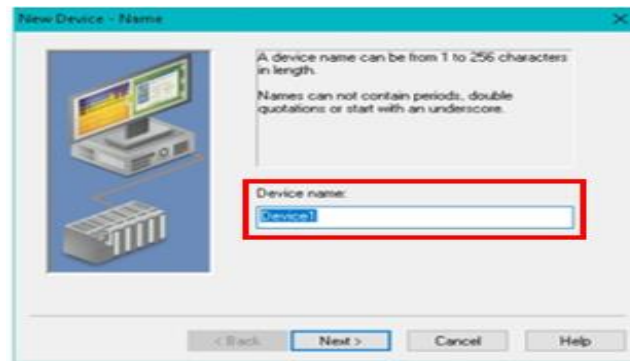 New Device - Name
A device name can be from 1 to 256 characters
in length.
Names can not contain periods, double
quotations or start with an underscore.
Device name:
Device1
< Back
Next >
Cancel
Help